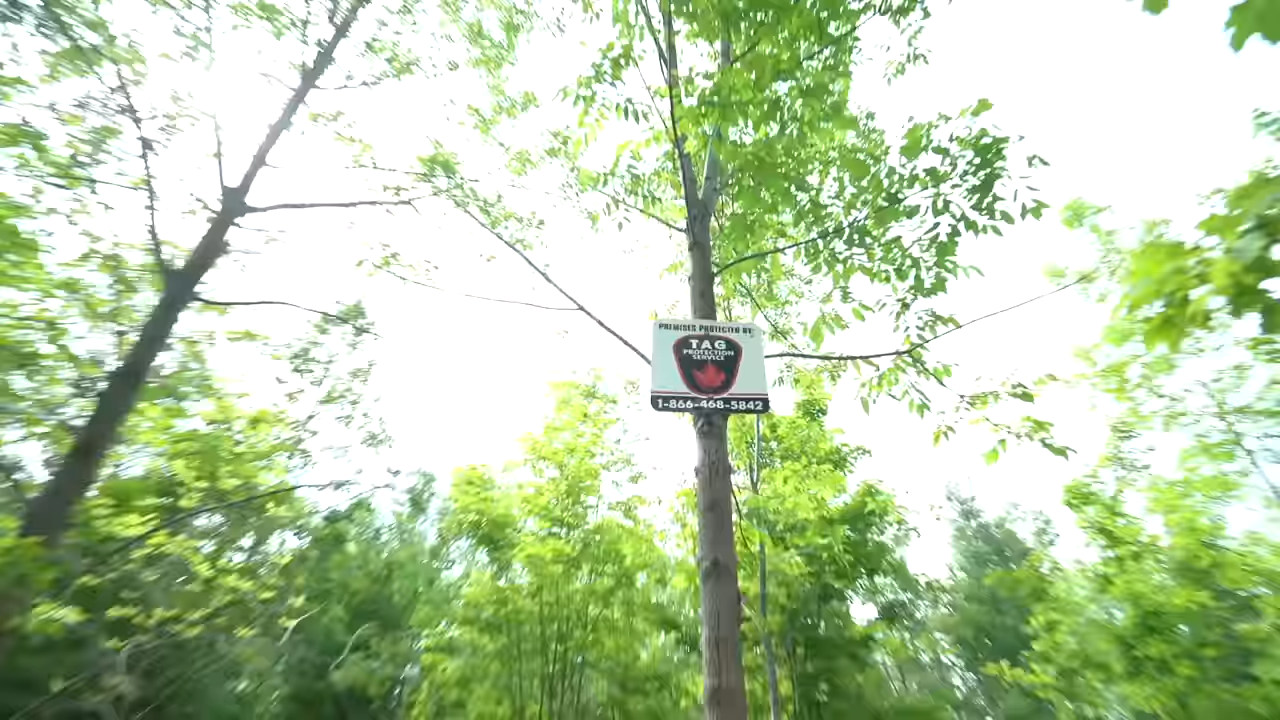 PREMISES PROTECTED BY:
TAG
PROTECTION
SERVICE
1-866-468-5842